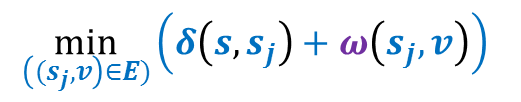 min (δ(s, s_j) + ω(s_j, v))
((s_j,v)∈E)